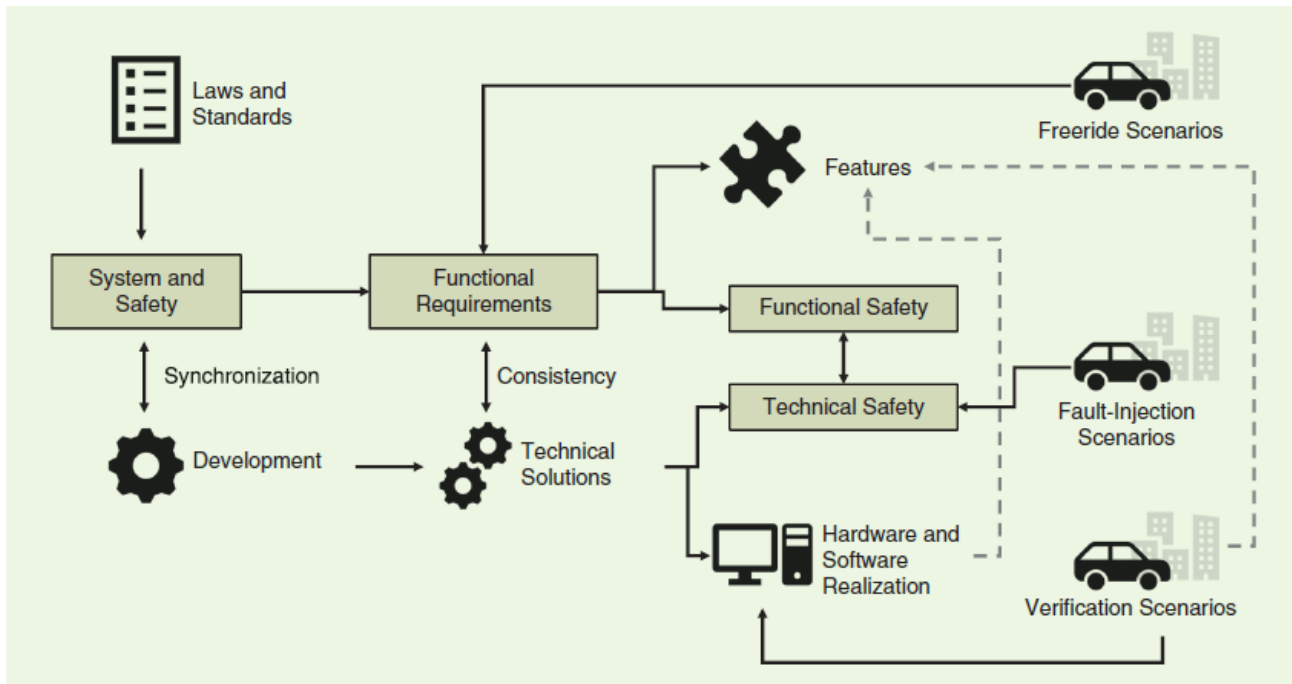 Laws and
Standards
Freeride Scenarios
Features
System and
Safety
Functional
Requirements
Functional Safety
Synchronization
Consistency
Technical Safety
Fault-Injection
Scenarios
Development
Technical
Solutions
Hardware and
Software
Realization
Verification Scenarios